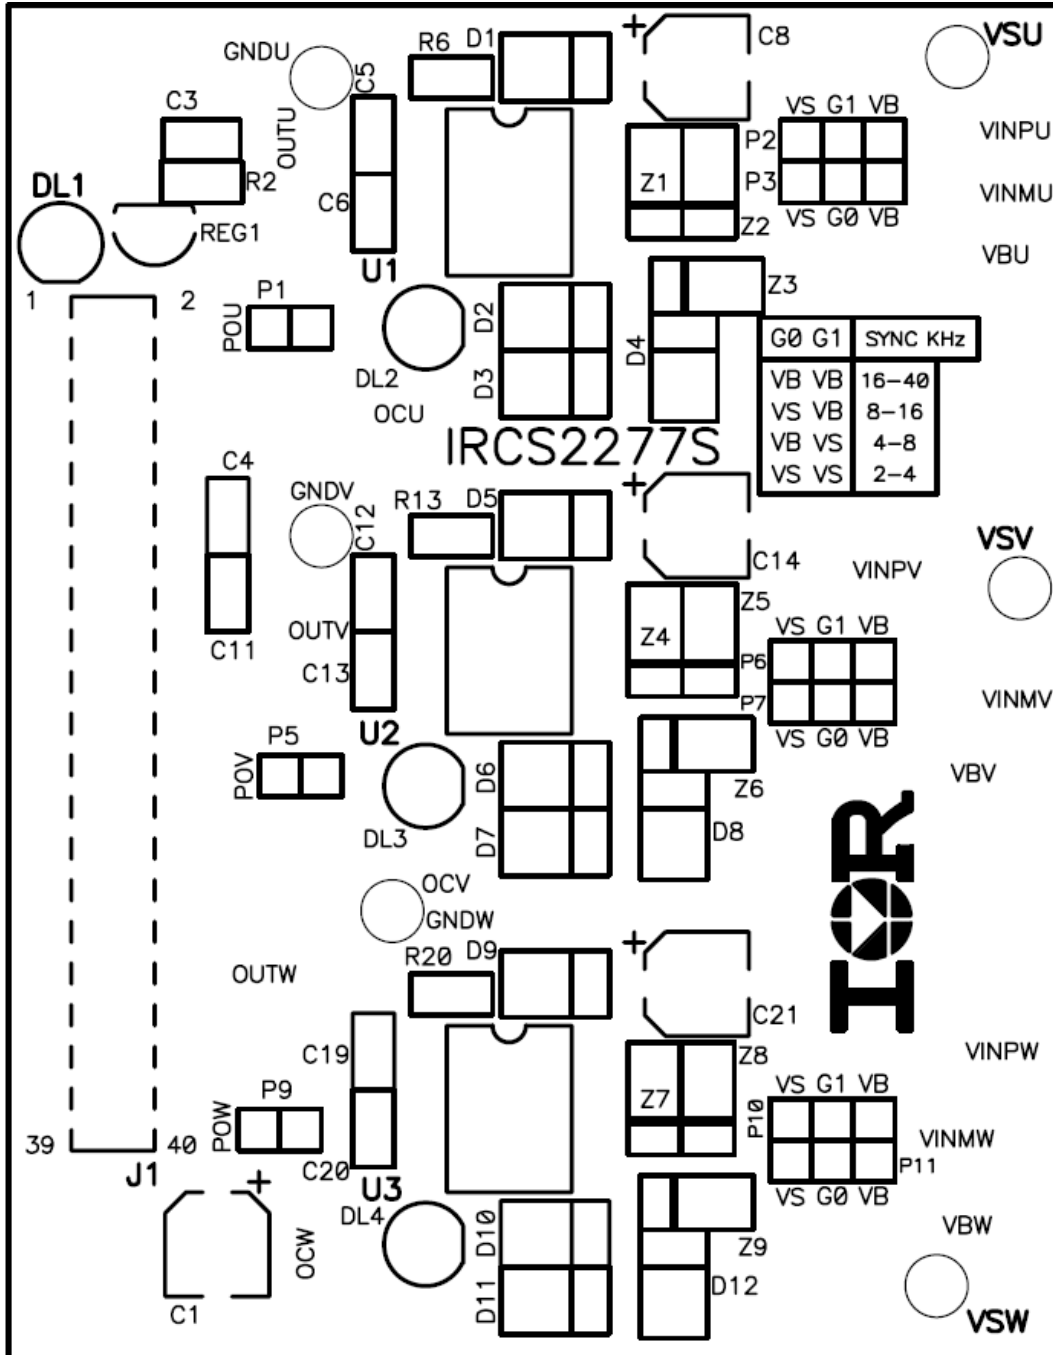 D1
C8
VSU
GNDU
R6
C5
C3
OUTU
VS G1 VB
VINPU
P2
P3
Z1
DL1
R2
C6
VINMU
VS G0 VB
REG1
Z2
VBU
U1
1
2
P1
Z3
POU
D2
D4
G0 G1 SYNC KHz
DL2
D3
VB VB 16-40
OCU
VS VB 8-16
IRCS2277S
VB VS 4-8
VS VS 2-4
C4
GNDV
R13
D5
C12
VSV
C14
VINPV
Z5
OUTV
Z4
VS G1 VB
C11
C13
P6
P7
VINMV
U2
P5
VS G0 VB
POV
D6
Z6
VBV
DL3
D7
D8
OCV
GNDW
IOR
R20
D9
OUTW
C21
C19
Z8
VINPW
P9
Z7
VS G1 VB
POW
P10
VINMW
39
40
C20
P11
J1
U3
VS G0 VB
DL4
D10
VBW
OCW
Z9
D12
C1
D11
VSW